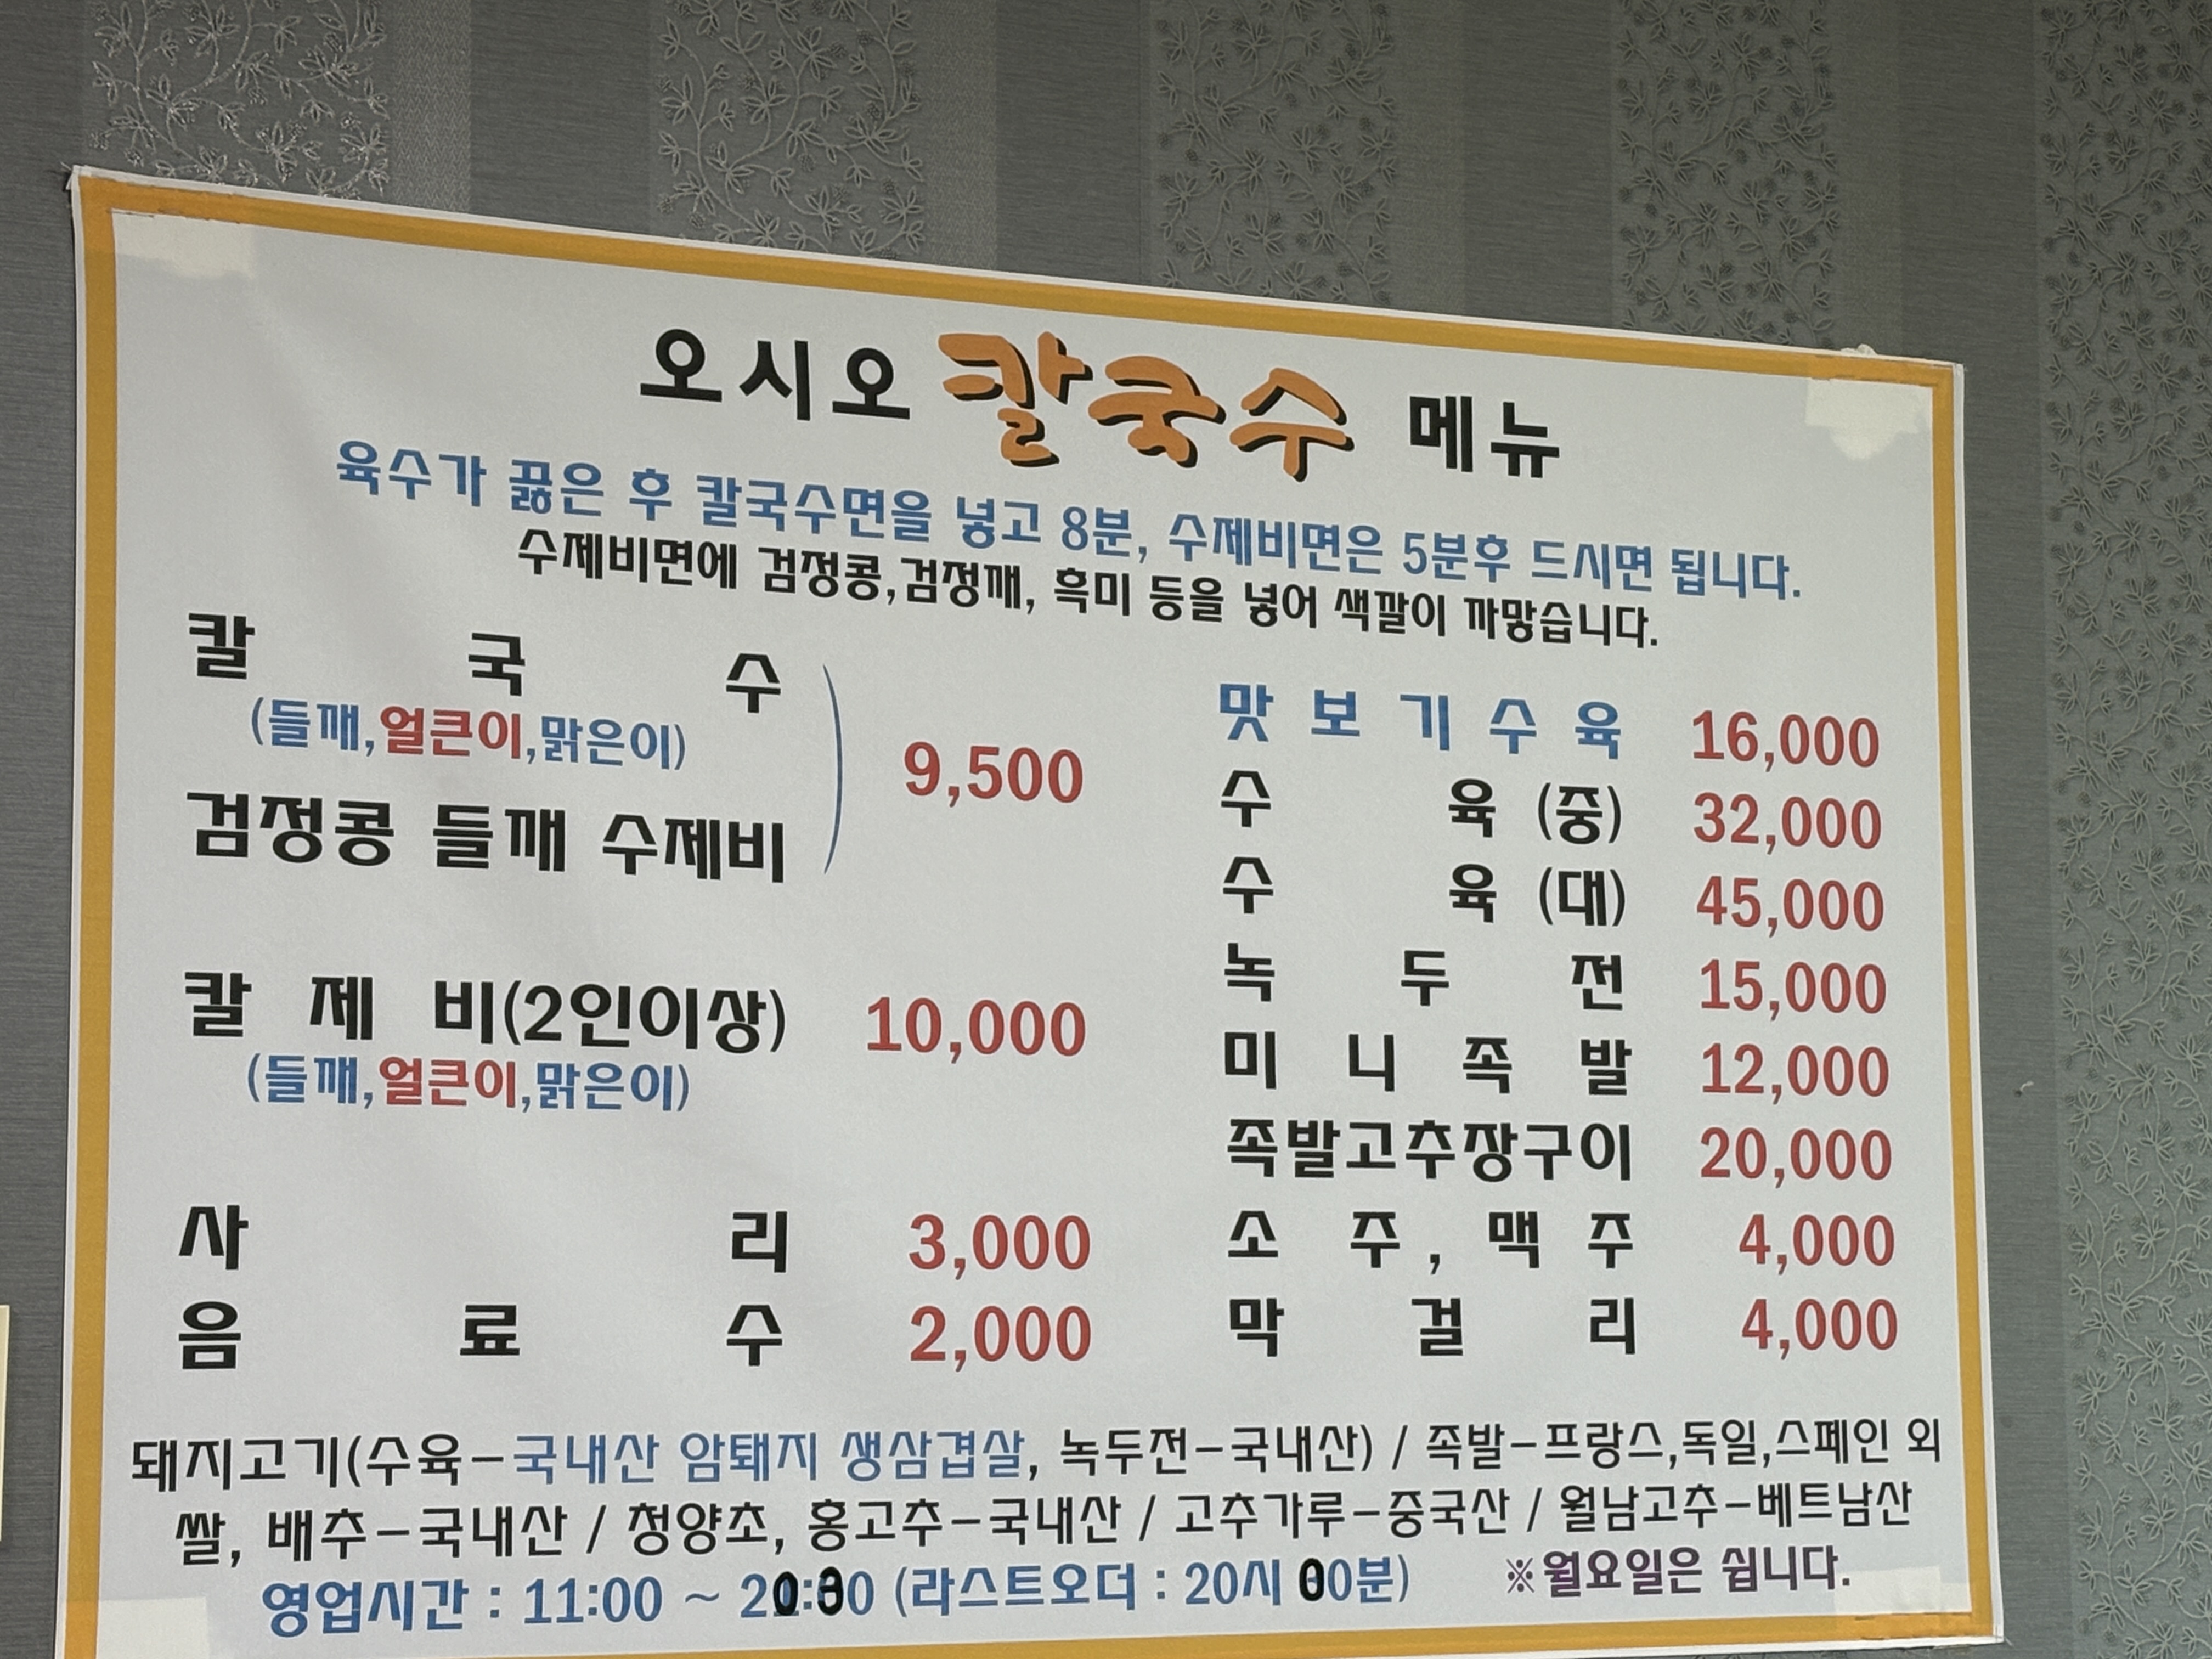 오시오 칼국수 메뉴
육수가 끓은 후 칼국수면을 넣고 8분, 수제비면은 5분후 드시면 됩니다.
수제비면에 검정콩,검정깨, 흑미 등을 넣어 색깔이 까맣습니다.
칼국수
(들깨,얼큰이,맑은이)
검정콩 들깨 수제비
9,500
칼제비(2인이상) 10,000
(들깨,얼큰이,맑은이)
사리 3,000
음료수 2,000
맛보기수육 16,000
수육(중) 32,000
수육(대) 45,000
녹두전 15,000
미니족발 12,000
족발고추장구이 20,000
소주,맥주 4,000
막걸리 4,000
돼지고기(수육-국내산 암퇘지 생삼겹살, 녹두전-국내산) / 족발-프랑스,독일,스페인 외
쌀, 배추-국내산 / 청양초, 홍고추-국내산 / 고추가루-중국산 / 월남고추-베트남산
영업시간 : 11:00 ~ (라스트오더 : 20시 00분) ※월요일은 쉽니다.